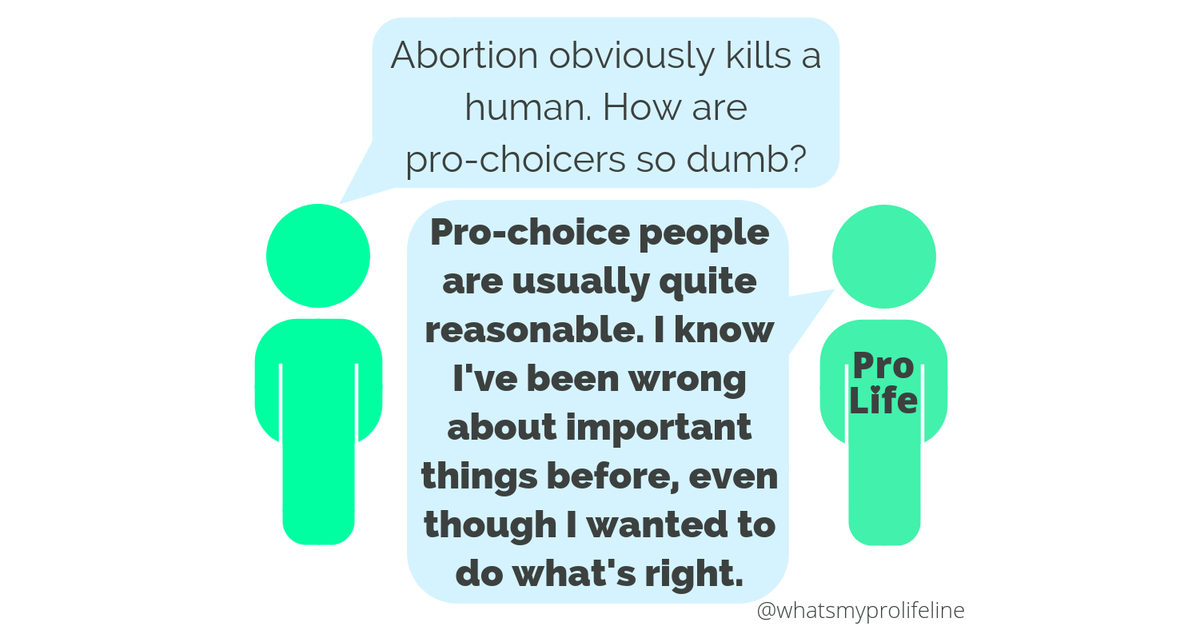 Abortion obviously kills a
human. How are
pro-choicers so dumb?
Pro-choice people
are usually quite
reasonable. I know
I've been wrong
about important
things before, even
though I wanted to
do what's right.
Pro
Life
@whatsmyprolifeline